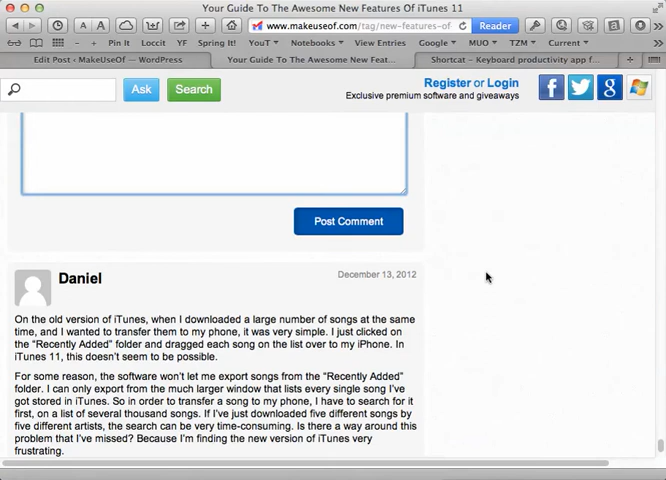 Your Guide To The Awesome New Features Of iTunes 11
www.makeuseof.com/tag/new-features-of
Reader
A A
Pin It Loccit YF Spring It! YouT Notebooks View Entries Google MUO TZM Current
Edit Post ‹ MakeUseOf — WordPress
Your Guide To The Awesome New Feat...
Shortcat – Keyboard productivity app f...
Ask
Search
Register or Login
Exclusive premium software and giveaways
f
g
Post Comment
Daniel
December 13, 2012
On the old version of iTunes, when I downloaded a large number of songs at the same
time, and I wanted to transfer them to my phone, it was very simple. I just clicked on
the "Recently Added" folder and dragged each song on the list over to my iPhone. In
iTunes 11, this doesn't seem to be possible.
For some reason, the software won't let me export songs from the "Recently Added"
folder. I can only export from the much larger window that lists every single song I've
got stored in iTunes. So in order to transfer a song to my phone, I have to search for it
first, on a list of several thousand songs. If I've just downloaded five different songs by
five different artists, the search can be very time-consuming. Is there a way around this
problem that I've missed? Because I'm finding the new version of iTunes very
frustrating.